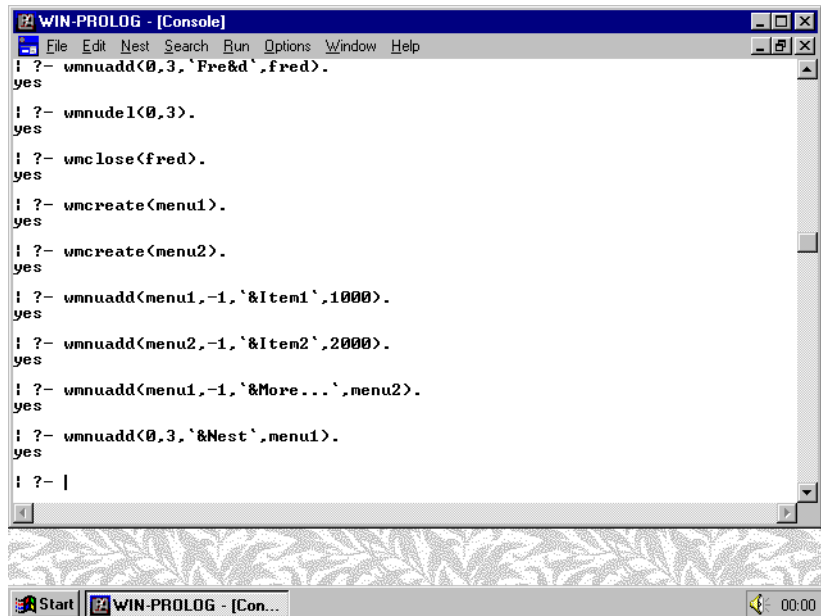 WIN-PROLOG - [Console]
File Edit Nest Search Run Options Window Help
| ?- wmnuadd(0,3,`Fre&d`,fred).
yes
| ?- wmnudel(0,3).
yes
| ?- wmclose(fred).
yes
| ?- wmcreate(menu1).
yes
| ?- wmcreate(menu2).
yes
| ?- wmnuadd(menu1,-1,`&Item1`,1000).
yes
| ?- wmnuadd(menu2,-1,`&Item2`,2000).
yes
| ?- wmnuadd(menu1,-1,`&More...`,menu2).
yes
| ?- wmnuadd(0,3,`&Nest`,menu1).
yes
| ?- |
Start WIN-PROLOG - [Con... 00:00